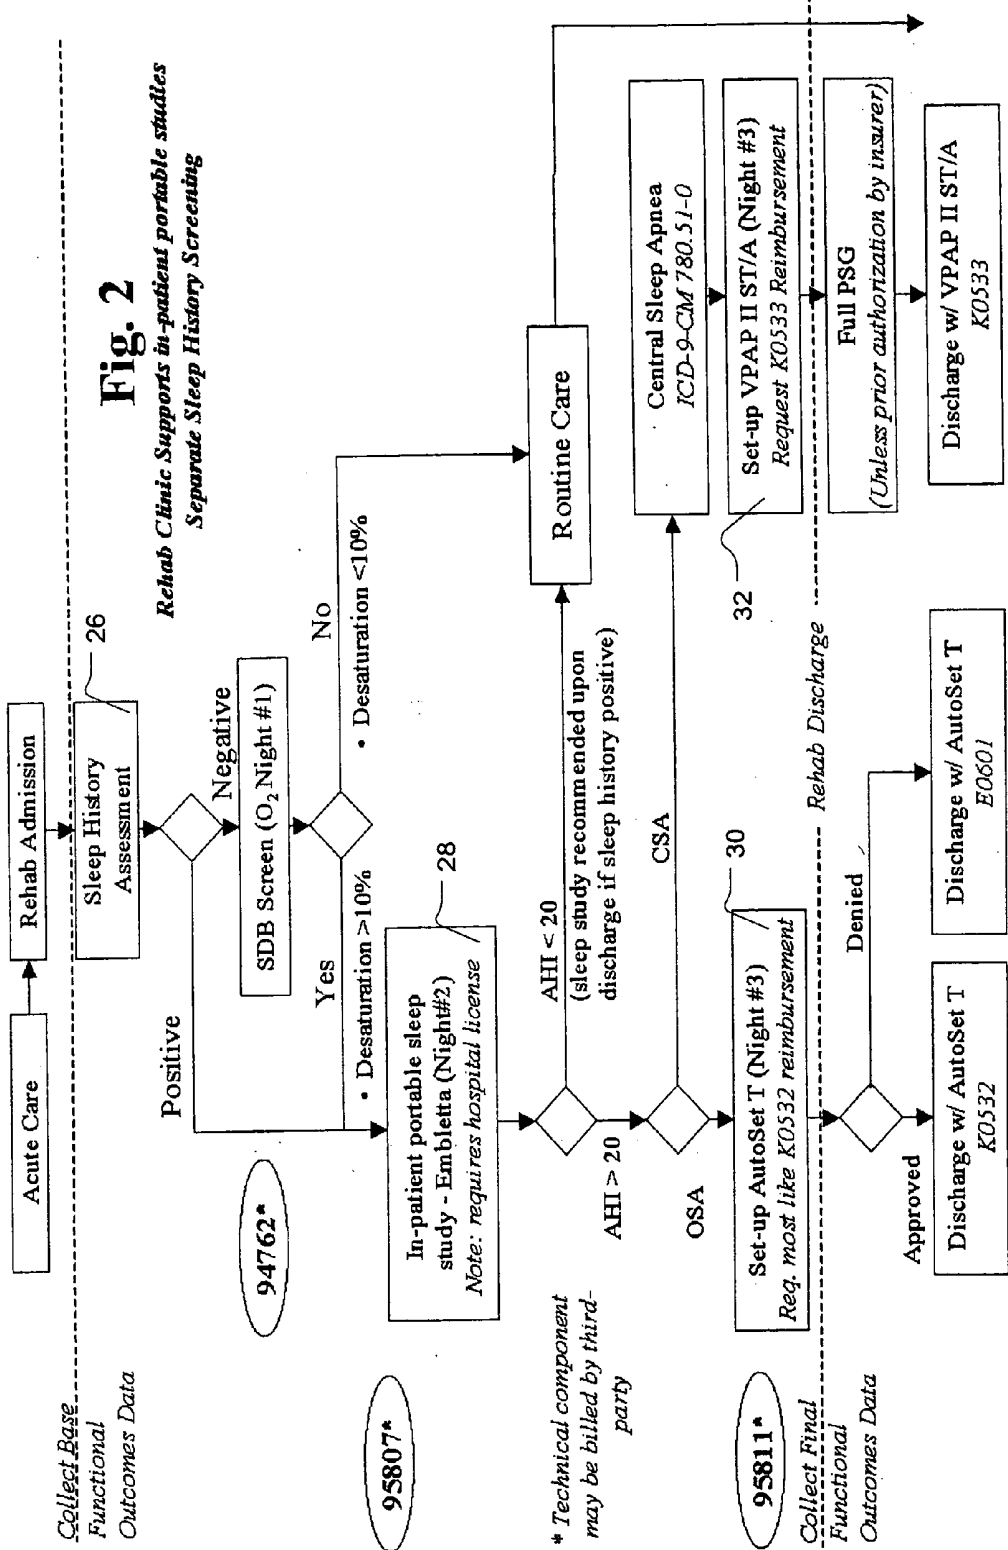 Fig. 2
Rehab Clinic Supports in-patient portable studies
Separate Sleep History Screening
Acute Care
Rehab Admission
Collect Base
Functional
Outcomes Data
Sleep History
Assessment
26
Positive
Negative
94762*
SDB Screen (O2 Night #1)
Yes
No
• Desaturation >10%
• Desaturation <10%
95807*
In-patient portable sleep
study - Embletta (Night#2)
Note: requires hospital license
28
AHI < 20
(sleep study recommended upon
discharge if sleep history positive)
Routine Care
* Technical component
may be billed by third-
party
AHI > 20
CSA
Central Sleep Apnea
ICD-9-CM 780.51-0
OSA
95811*
Set-up AutoSet T (Night #3)
Req. most like K0532 reimbursement
30
32
Set-up VPAP II ST/A (Night #3)
Request K0533 Reimbursement
Collect Final
Functional
Outcomes Data
Rehab Discharge
Full PSG
(Unless prior authorization by insurer)
Approved
Denied
Discharge w/ AutoSet T
K0532
Discharge w/ AutoSet T
E0601
Discharge w/ VPAP II ST/A
K0533